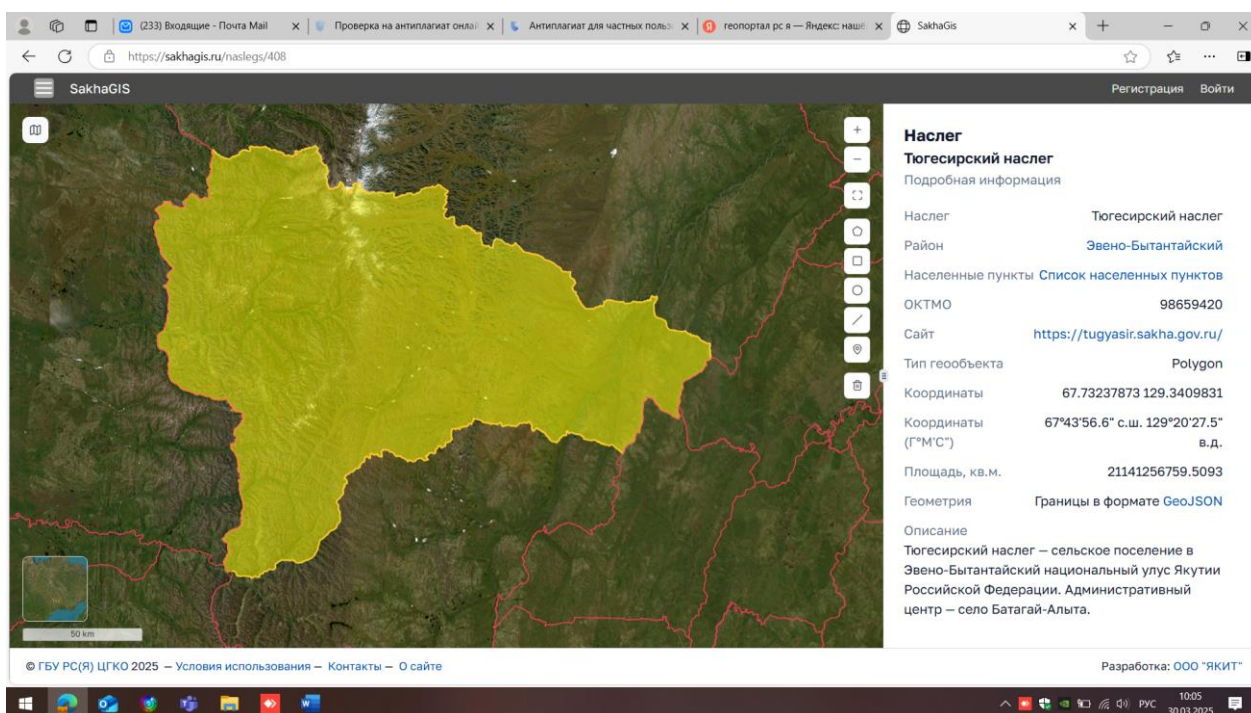 (233) Входящие - Почта Mail
Проверка на антиплагиат онлай
Антиплагиат для частных польз
геопортал рс я — Яндекс: наше
SakhaGis
https://sakhagis.ru/naslegs/408
SakhaGIS
Регистрация Войти
Наслег
Тюгесирский наслег
Подробная информация
Наслег Тюгесирский наслег
Район Эвено-Бытантайский
Населенные пункты Список населенных пунктов
ОКТМО 98659420
Сайт https://tugyasir.sakha.gov.ru/
Тип геообъекта Polygon
Координаты 67.73237873 129.3409831
Координаты 67°43'56.6" с.ш. 129°20'27.5"
(Г°М'С") в.д.
Площадь, кв.м. 21141256759.5093
Геометрия Границы в формате GeoJSON
Описание
Тюгесирский наслег — сельское поселение в
Эвено-Бытантайский национальный улус Якутии
Российской Федерации. Административный
центр — село Батагай-Алыта.
50 km
© ГБУ РС(Я) ЦГКО 2025 — Условия использования — Контакты — О сайте
Разработка: ООО "ЯКИТ"
РУС
10:05
30.03.2025